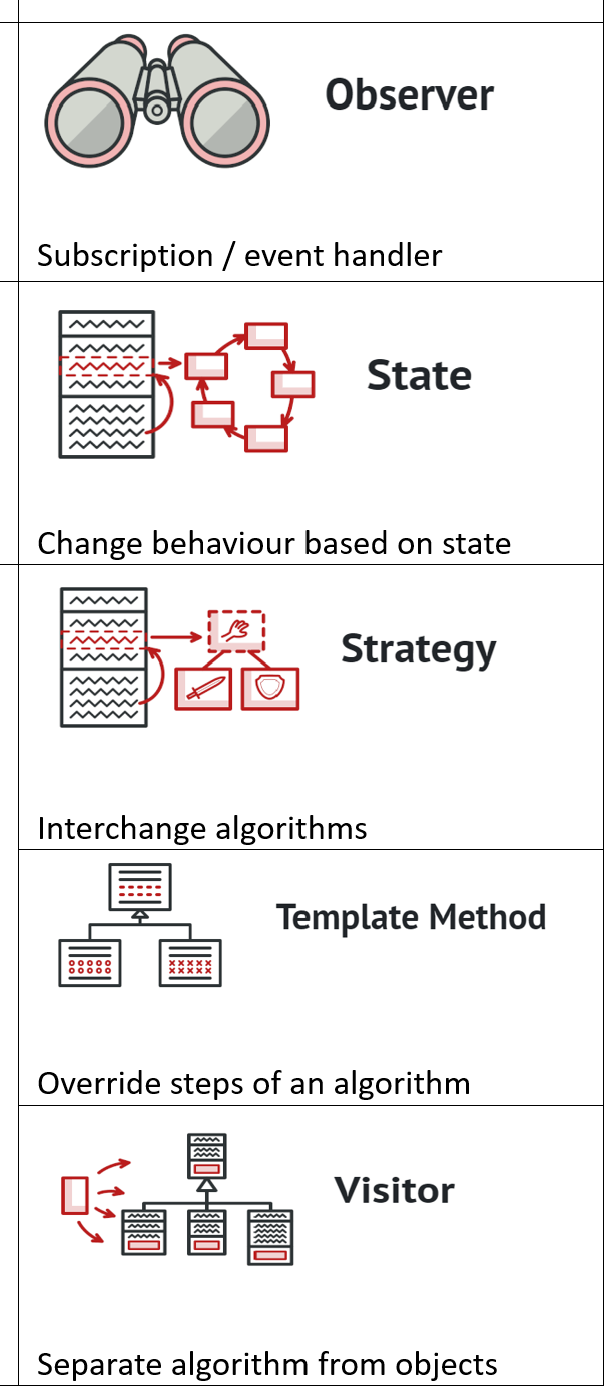 Observer
Subscription / event handler
State
Change behaviour based on state
Strategy
Interchange algorithms
Template Method
Override steps of an algorithm
Visitor
Separate algorithm from objects